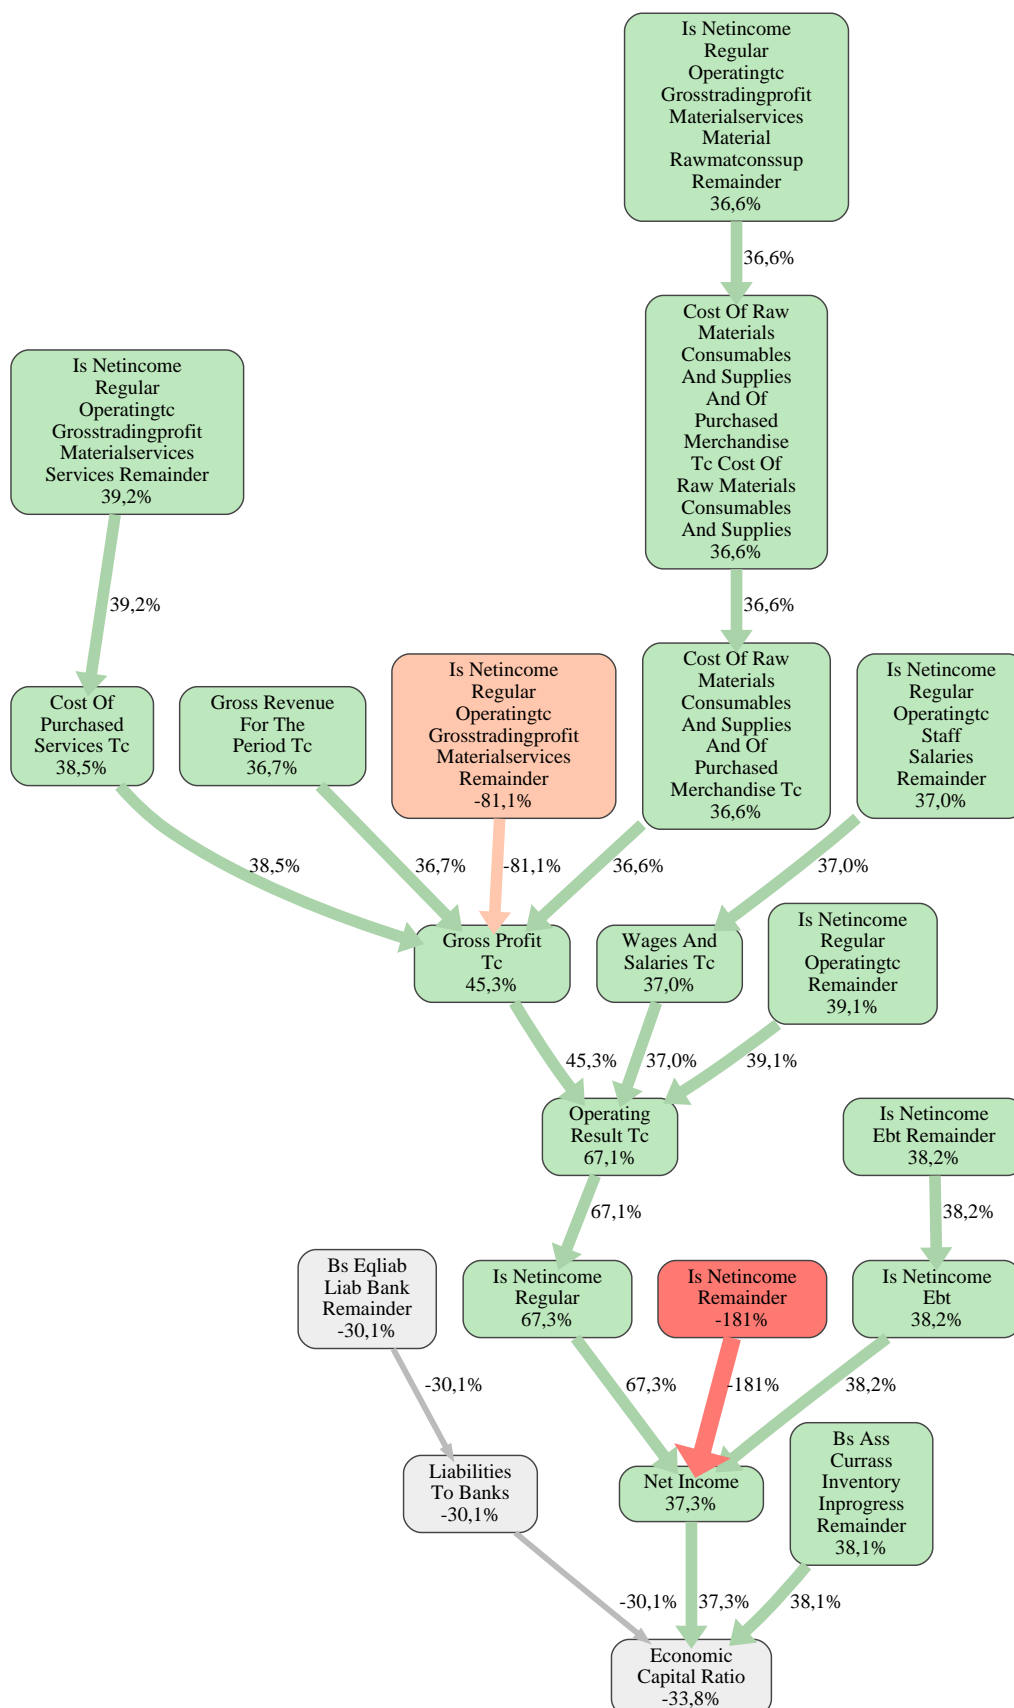 Is Netincome
Regular
Operatingtc
Grosstradingprofit
Materialservices
Material
Rawmatconssup
Remainder
36,6%
36,6%
Cost Of Raw
Materials
Consumables
And Supplies
And Of
Purchased
Merchandise
Tc Cost Of
Raw Materials
Consumables
And Supplies
36,6%
Is Netincome
Regular
Operatingtc
Grosstradingprofit
Materialservices
Services Remainder
39,2%
39,2%
36,6%
Cost Of
Purchased
Services Tc
38,5%
Gross Revenue
For The
Period Tc
36,7%
Is Netincome
Regular
Operatingtc
Grosstradingprofit
Materialservices
Remainder
-81,1%
Cost Of Raw
Materials
Consumables
And Supplies
And Of
Purchased
Merchandise Tc
36,6%
Is Netincome
Regular
Operatingtc
Staff
Salaries
Remainder
37,0%
38,5%
36,7%
-81,1%
36,6%
37,0%
Gross Profit
Tc
45,3%
Wages And
Salaries Tc
37,0%
Is Netincome
Regular
Operatingtc
Remainder
39,1%
45,3%
37,0%
39,1%
Operating
Result Tc
67,1%
Is Netincome
Ebt Remainder
38,2%
67,1%
38,2%
Bs Eqliab
Liab Bank
Remainder
-30,1%
Is Netincome
Regular
67,3%
Is Netincome
Remainder
-181%
Is Netincome
Ebt
38,2%
-30,1%
67,3%
-181%
38,2%
Liabilities
To Banks
-30,1%
Net Income
37,3%
Bs Ass
Currass
Inventory
Inprogress
Remainder
38,1%
-30,1%
37,3%
38,1%
Economic
Capital Ratio
-33,8%